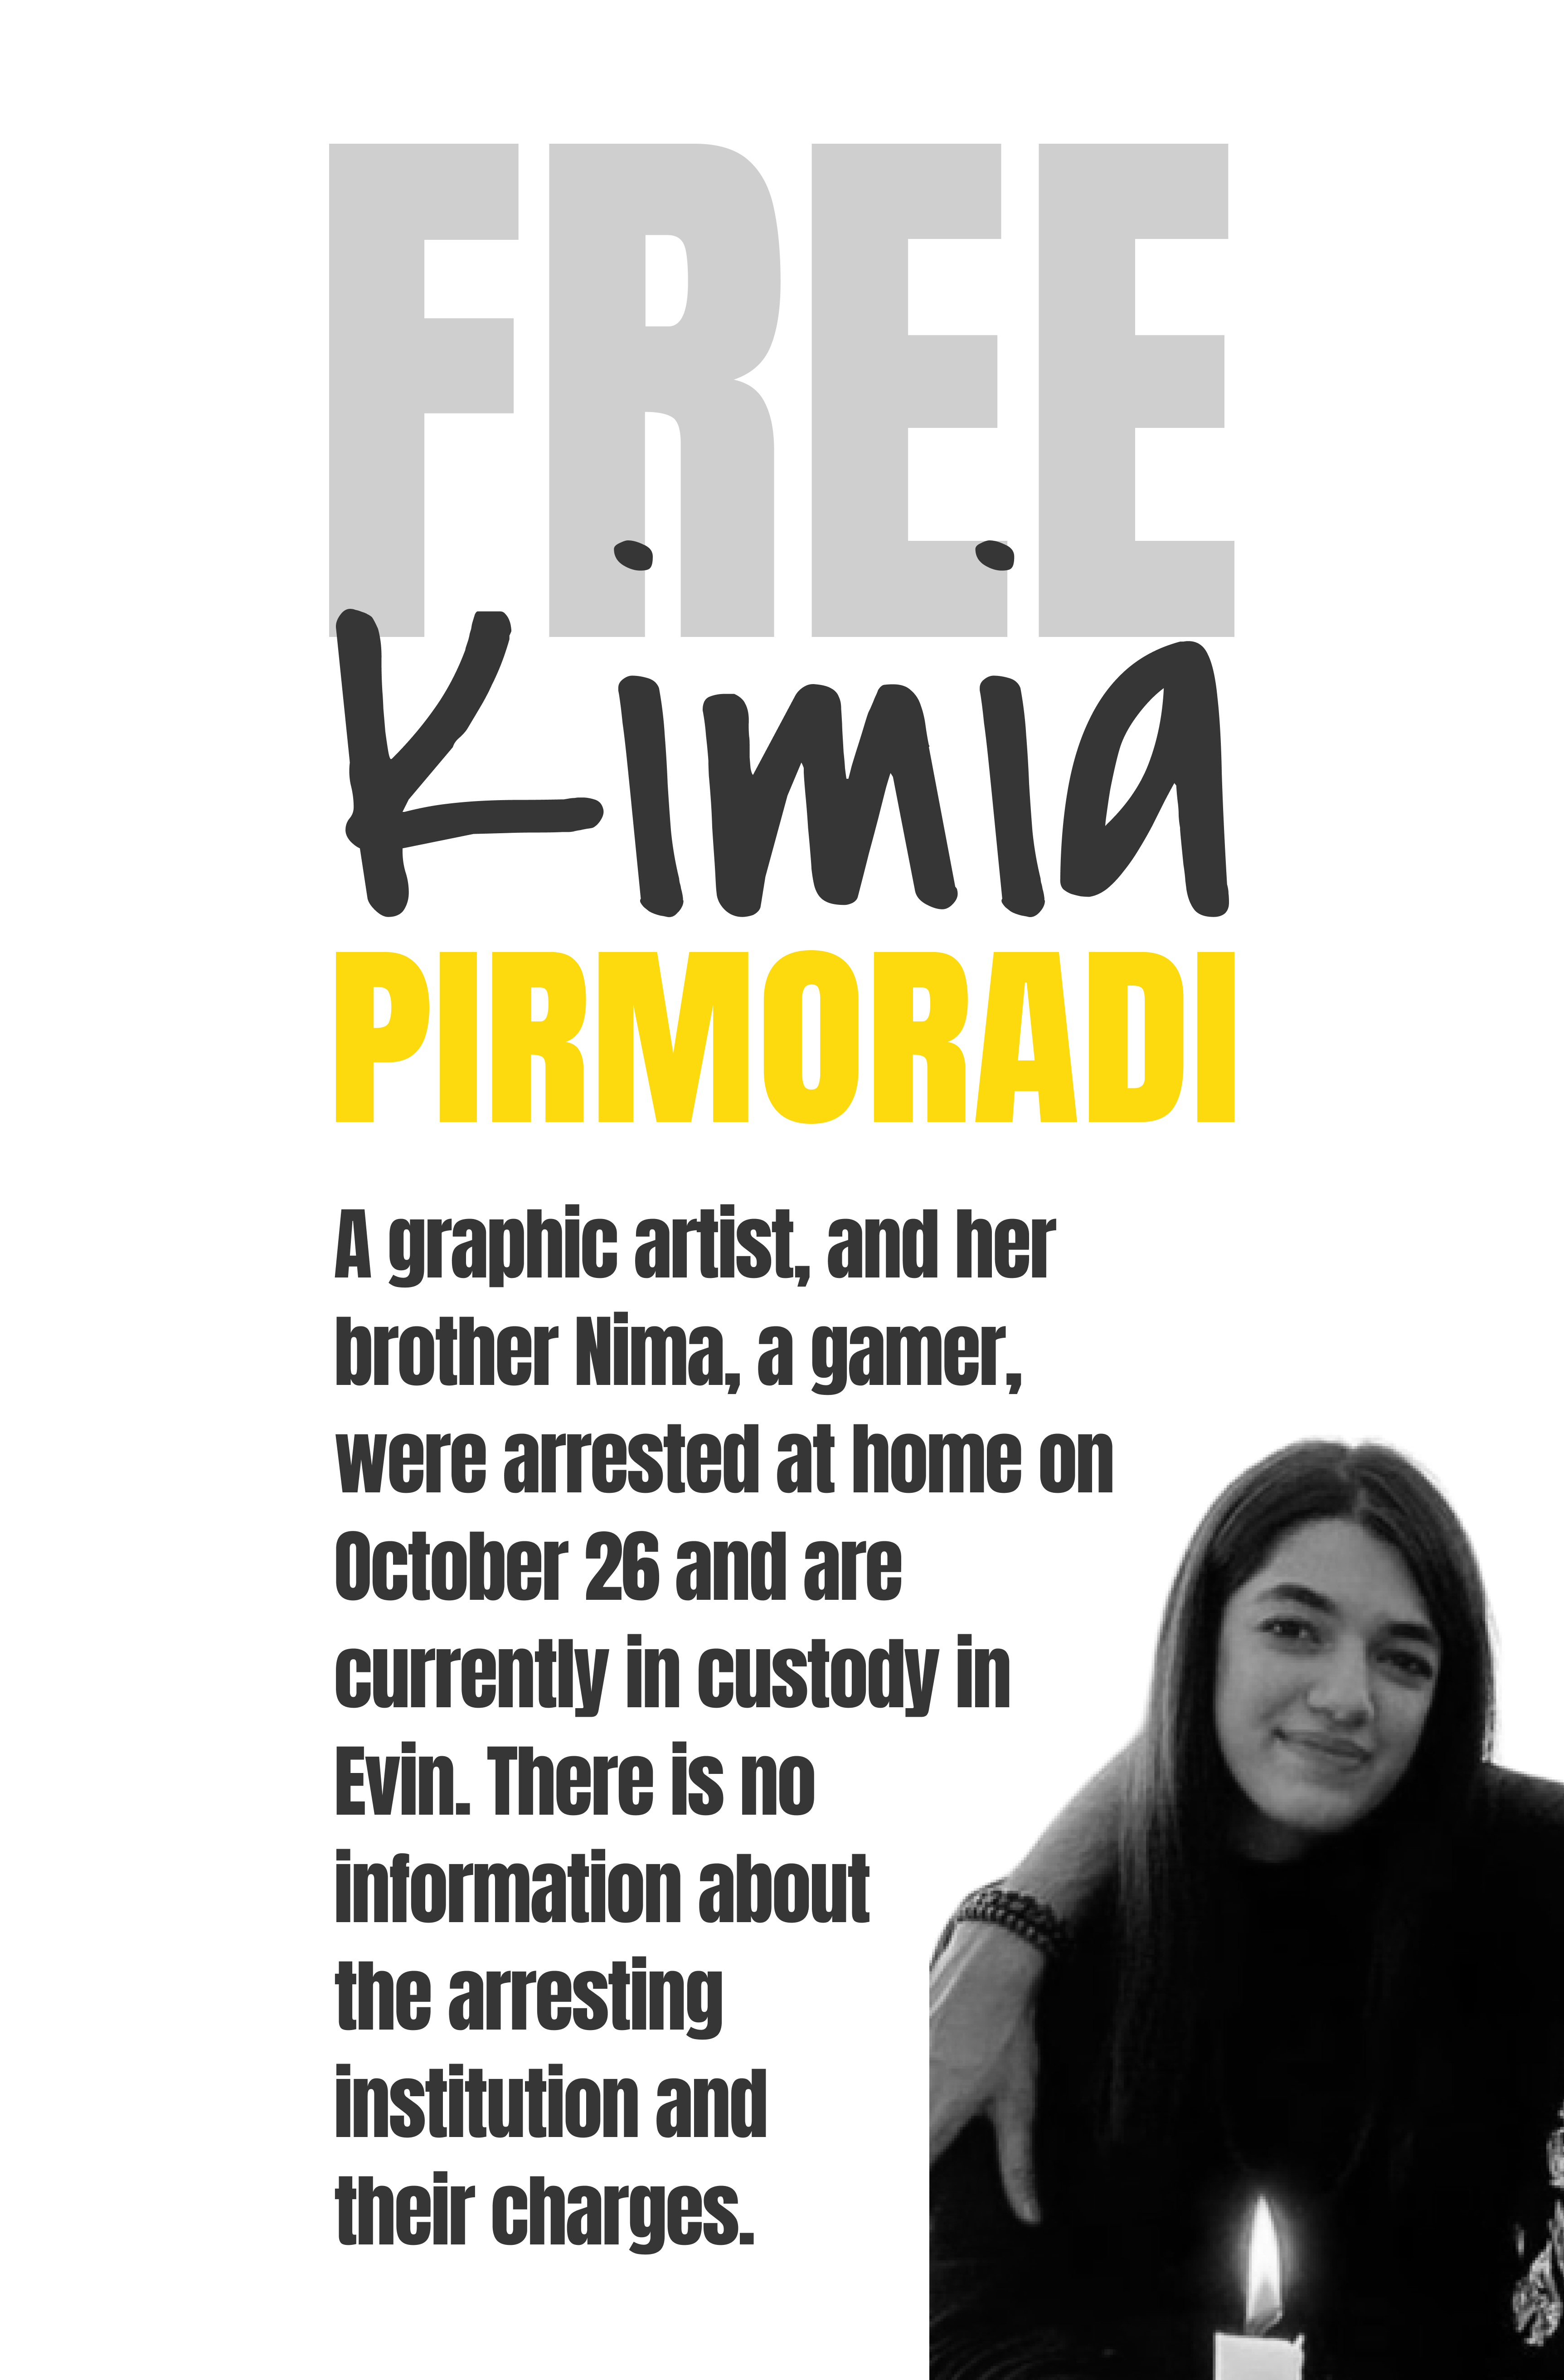 FREE
Kimia
PIRMORADI
A graphic artist, and her
brother Nima, a gamer,
were arrested at home on
October 26 and are
currently in custody in
Evin. There is no
information about
the arresting
institution and
their charges.